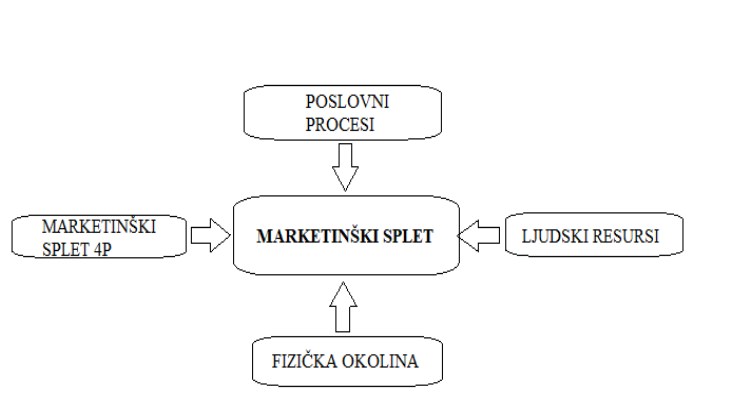 POSLOVNI
PROCESI
MARKETINŠKI
SPLET 4P
MARKETINŠKI SPLET
LJUDSKI RESURSI
FIZIČKA OKOLINA